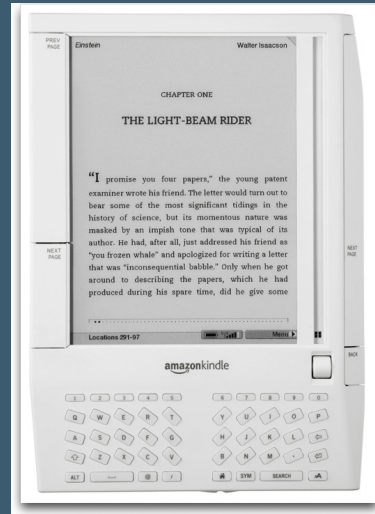 PREV
PAGE
Einstein Walter Isaacson
CHAPTER ONE
THE LIGHT-BEAM RIDER
“I promise you four papers,” the young patent
examiner wrote his friend. The letter would turn out to
bear some of the most significant tidings in the
history of science, but its momentous nature was
masked by an impish tone that was typical of its
author. He had, after all, just addressed his friend as
“you frozen whale” and apologized for writing a letter
that was “inconsequential babble.” Only when he got
around to describing the papers, which he had
produced during his spare time, did he give some
NEXT
PAGE
NEXT
PAGE
Locations 291-97 Menu
BACK
amazonkindle
1 2 3 4 5 6 7 8 9 0
Q W E R T Y U I O P
A S D F G H J K L
Z X C V B N M .
ALT SYM SEARCH AA